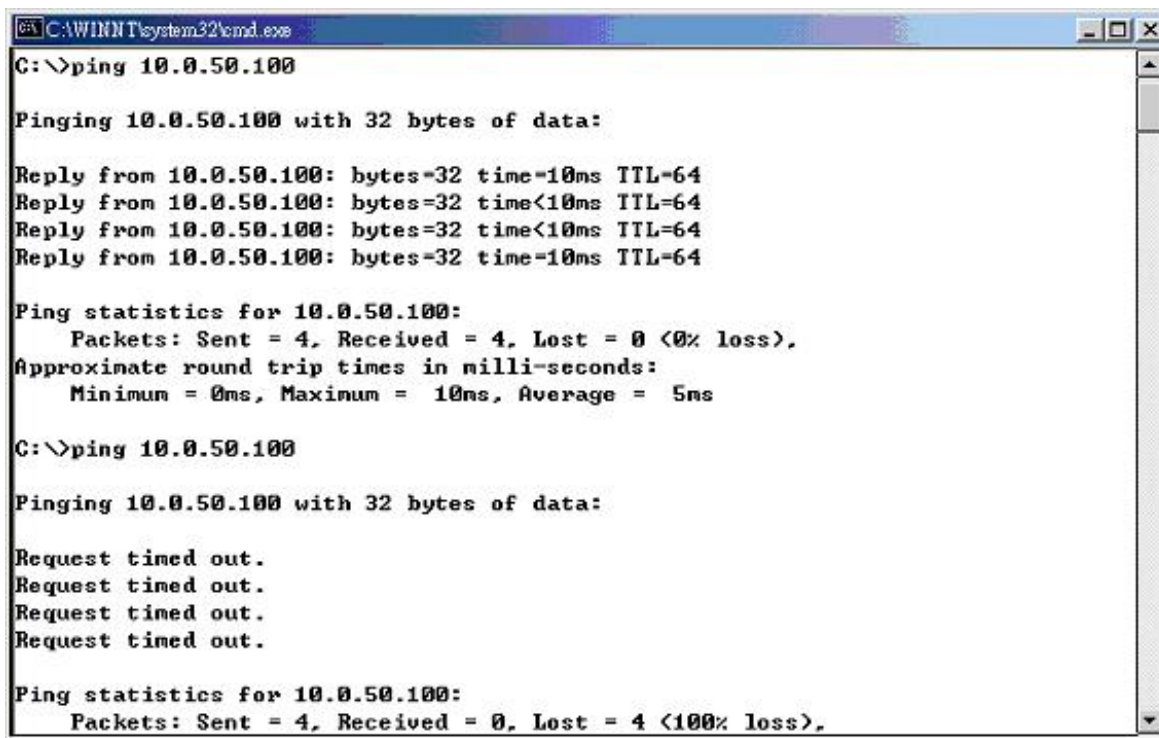 C:\WINNT\system32\cmd.exe
C:\>ping 10.0.50.100
Pinging 10.0.50.100 with 32 bytes of data:
Reply from 10.0.50.100: bytes=32 time=10ms TTL=64
Reply from 10.0.50.100: bytes=32 time<10ms TTL=64
Reply from 10.0.50.100: bytes=32 time<10ms TTL=64
Reply from 10.0.50.100: bytes=32 time=10ms TTL=64
Ping statistics for 10.0.50.100:
    Packets: Sent = 4, Received = 4, Lost = 0 (0% loss),
Approximate round trip times in milli-seconds:
    Minimum = 0ms, Maximum =  10ms, Average =  5ms
C:\>ping 10.0.50.100
Pinging 10.0.50.100 with 32 bytes of data:
Request timed out.
Request timed out.
Request timed out.
Request timed out.
Ping statistics for 10.0.50.100:
    Packets: Sent = 4, Received = 0, Lost = 4 (100% loss),